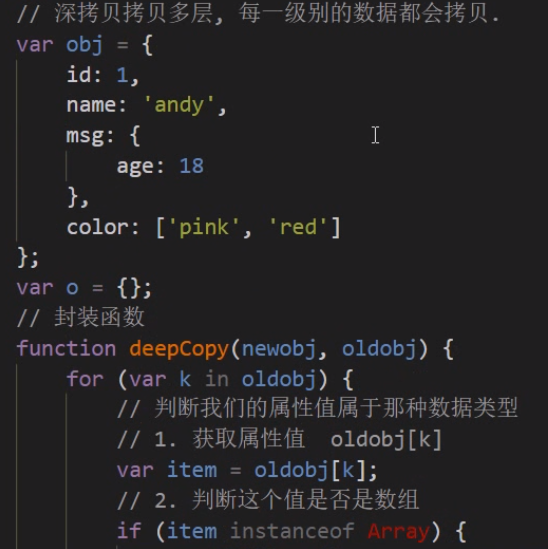 // 深拷贝拷贝多层, 每一级别的数据都会拷贝.
var obj = {
    id: 1,
    name: 'andy',
    msg: {
        age: 18
    },
    color: ['pink', 'red']
};
var o = {};
// 封装函数
function deepCopy(newobj, oldobj) {
    for (var k in oldobj) {
        // 判断我们的属性值属于那种数据类型
        // 1. 获取属性值  oldobj[k]
        var item = oldobj[k];
        // 2. 判断这个值是否是数组
        if (item instanceof Array) {